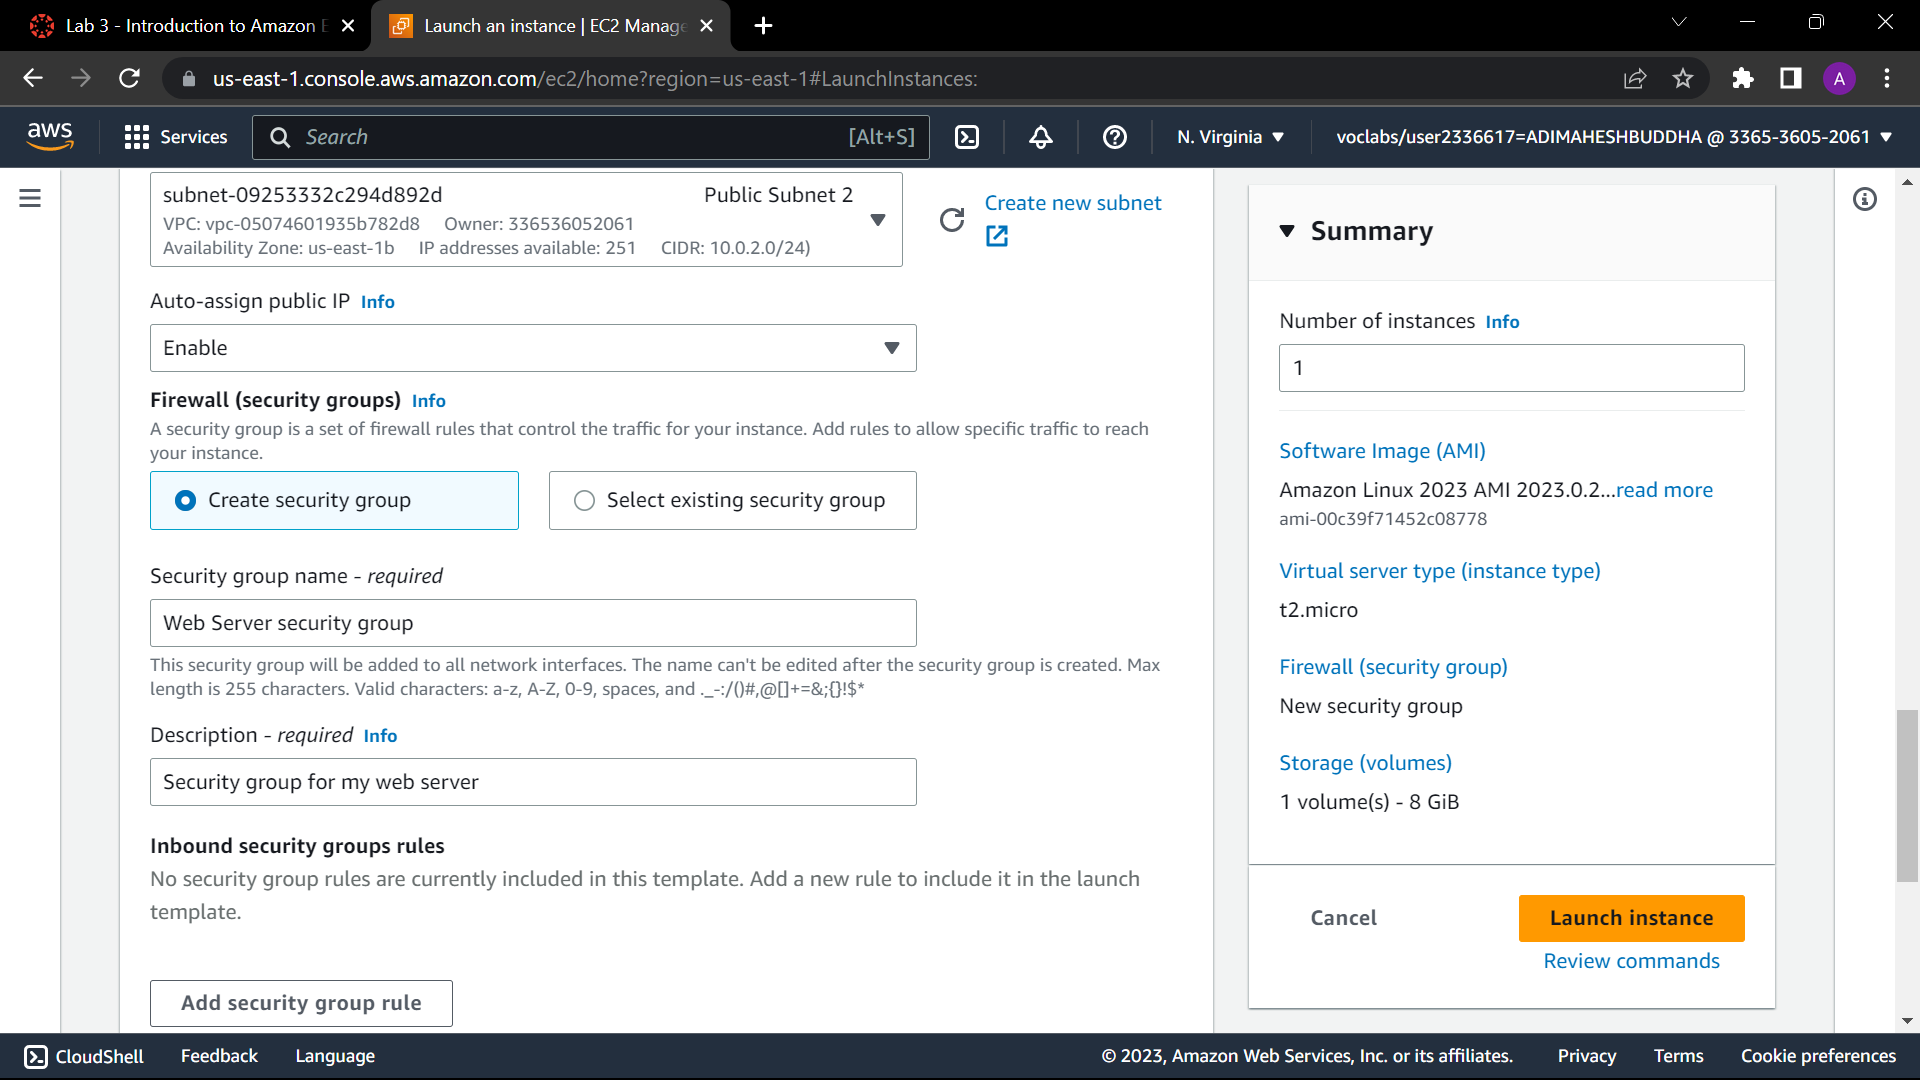 Lab 3 - Introduction to Amazon E
Launch an instance | EC2 Manage
us-east-1.console.aws.amazon.com/ec2/home?region=us-east-1#LaunchInstances:
A
aws
Services
Search
[Alt+S]
N. Virginia
voclabs/user2336617=ADIMAHESHBUDDHA @ 3365-3605-2061
subnet-09253332c294d892d
Public Subnet 2
VPC: vpc-05074601935b782d8 Owner: 336536052061
Availability Zone: us-east-1b IP addresses available: 251 CIDR: 10.0.2.0/24)
Create new subnet
Auto-assign public IP Info
Enable
Firewall (security groups) Info
A security group is a set of firewall rules that control the traffic for your instance. Add rules to allow specific traffic to reach
your instance.
Create security group
Select existing security group
Security group name - required
Web Server security group
This security group will be added to all network interfaces. The name can't be edited after the security group is created. Max
length is 255 characters. Valid characters: a-z, A-Z, 0-9, spaces, and ._-:/()#,@[]+=&;{}!$*
Description - required Info
Security group for my web server
Inbound security groups rules
No security group rules are currently included in this template. Add a new rule to include it in the launch
template.
Add security group rule
Summary
Number of instances Info
1
Software Image (AMI)
Amazon Linux 2023 AMI 2023.0.2...read more
ami-00c39f71452c08778
Virtual server type (instance type)
t2.micro
Firewall (security group)
New security group
Storage (volumes)
1 volume(s) - 8 GiB
Cancel
Launch instance
Review commands
CloudShell
Feedback
Language
© 2023, Amazon Web Services, Inc. or its affiliates.
Privacy
Terms
Cookie preferences